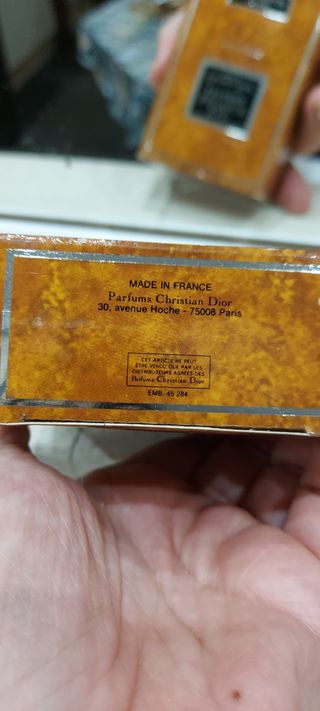 MADE IN FRANCE
Parfums Christian Dior
30, avenue Hoche - 75008 Paris
CET ARTICLE NE PEUT
ÊTRE VENDU QUE PAR LES
DISTRIBUTEURS AGRÉÉS DES
Parfums Christian Dior
EMB. 45 284